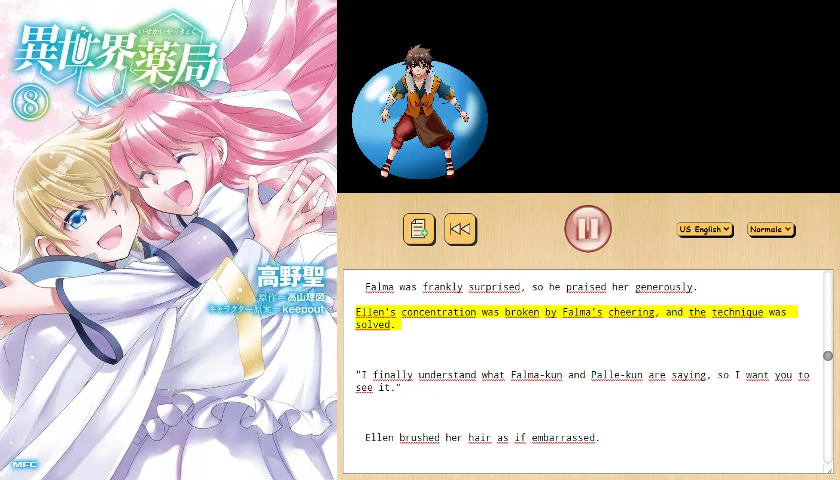 異世界薬局
いせかいやっきょく
8
高野聖
原作＝高山理図
キャラクター原案＝keepout
MFC
US English
Normale
Falma was frankly surprised, so he praised her generously.
Ellen's concentration was broken by Falma's cheering, and the technique was
solved.
"I finally understand what Falma-kun and Palle-kun are saying, so I want you to
see it."
Ellen brushed her hair as if embarrassed.